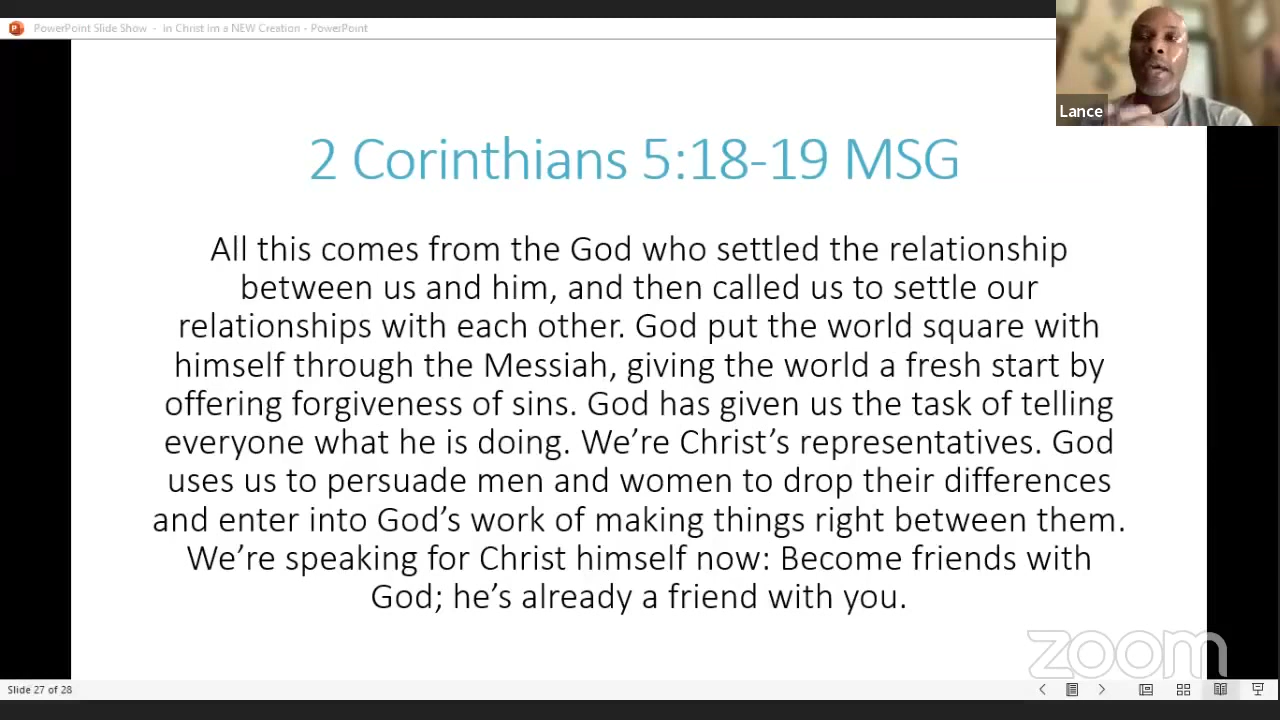 PowerPoint Slide Show - in Christ im a NEW Creation - PowerPoint
Lance
2 Corinthians 5:18-19 MSG
All this comes from the God who settled the relationship
between us and him, and then called us to settle our
relationships with each other. God put the world square with
himself through the Messiah, giving the world a fresh start by
offering forgiveness of sins. God has given us the task of telling
everyone what he is doing. We’re Christ’s representatives. God
uses us to persuade men and women to drop their differences
and enter into God’s work of making things right between them.
We’re speaking for Christ himself now: Become friends with
God; he’s already a friend with you.
zoom
Slide 27 of 28